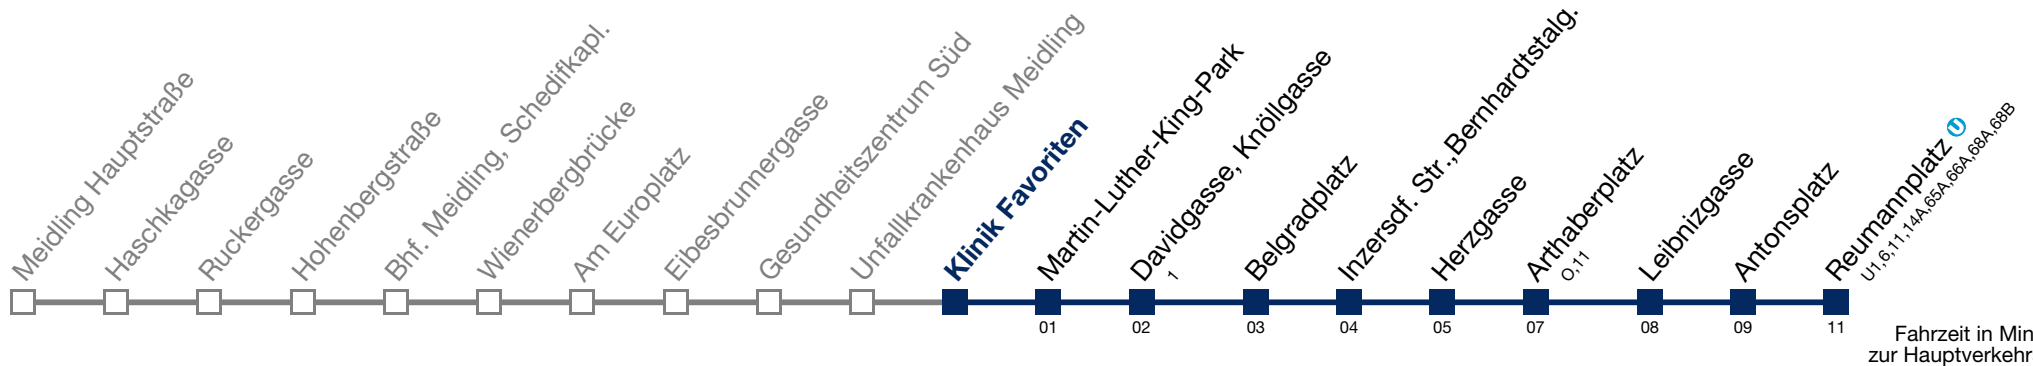 Meidling Hauptstraße
Haschkagasse
Ruckergasse
Hohenbergstraße
Bhf. Meidling, Schedifkapl.
Wienerbergbrücke
Am Europlatz
Eibesbrunnergasse
Gesundheitszentrum Süd
Unfallkrankenhaus Meidling
Klinik Favoriten
Martin-Luther-King-Park
01
Davidgasse, Knöllgasse
1
02
Belgradplatz
03
Inzersdf. Str.,Bernhardtstalg.
04
Herzgasse
05
Arthaberplatz
O,11
07
Leibnizgasse
08
Antonsplatz
09
Reumannplatz U
U1,6,11,14A,65A,66A,68A,68B
11
Fahrzeit in Min
zur Hauptverkehr